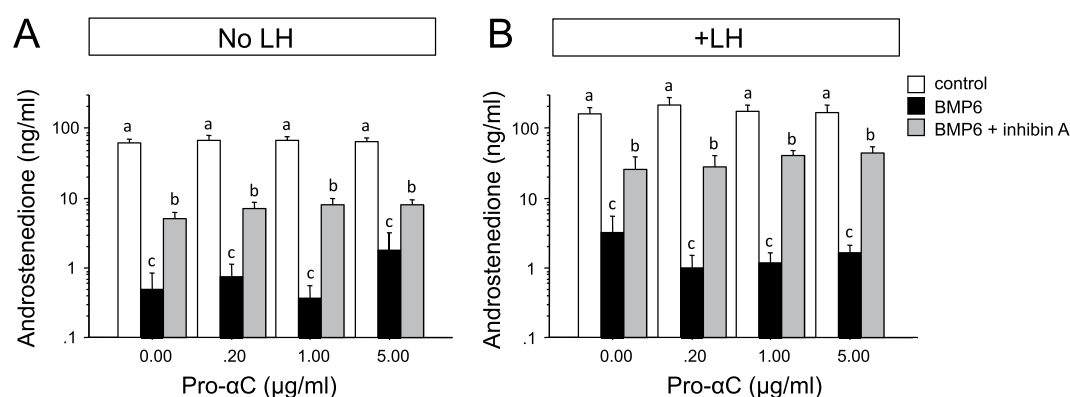 A
No LH
Androstenedione (ng/ml)
100
10
1
.1
a a a a
b b b b
c c c c
0.00 .20 1.00 5.00
Pro-αC (µg/ml)
B
+LH
Androstenedione (ng/ml)
100
10
1
.1
a a a a
b b b b
c c c c
0.00 .20 1.00 5.00
Pro-αC (µg/ml)
control
BMP6
BMP6 + inhibin A